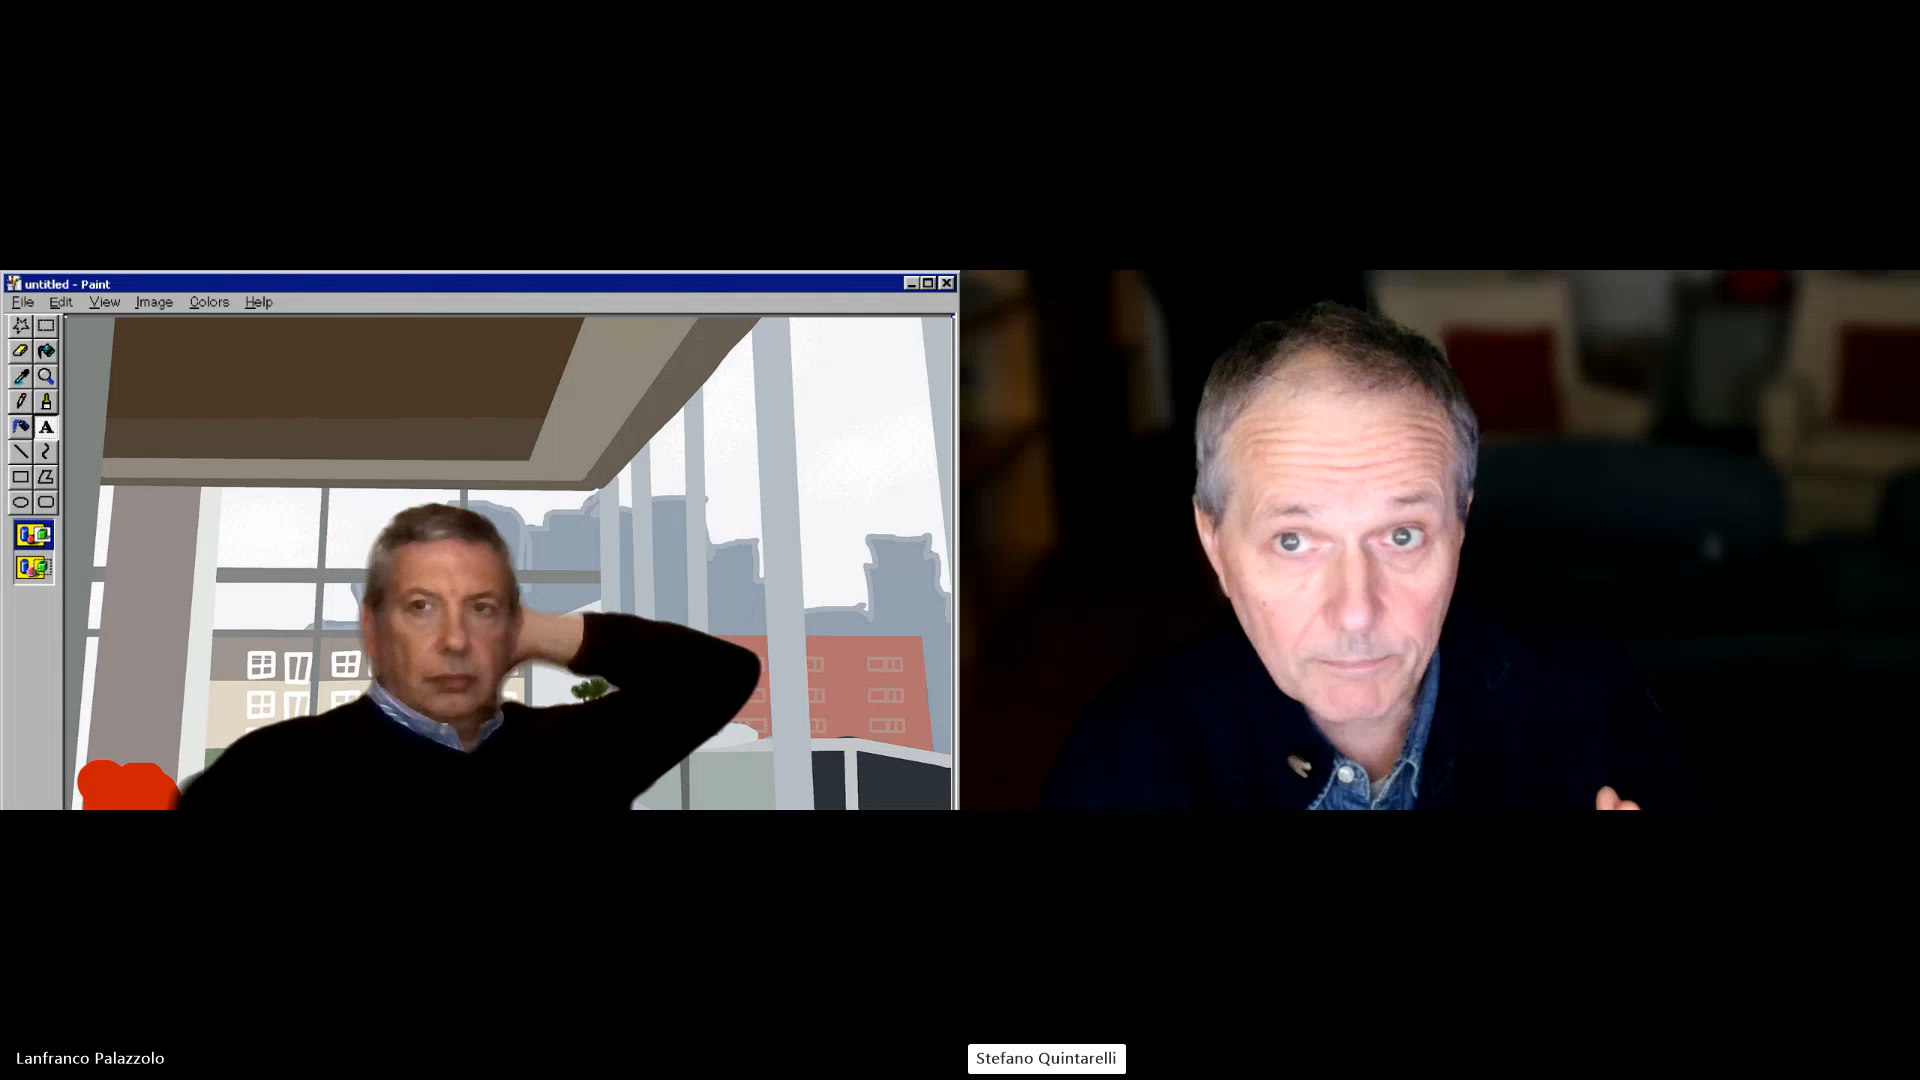 untitled - Paint
File Edit View Image Colors Help
A
Lanfranco Palazzolo
Stefano Quintarelli